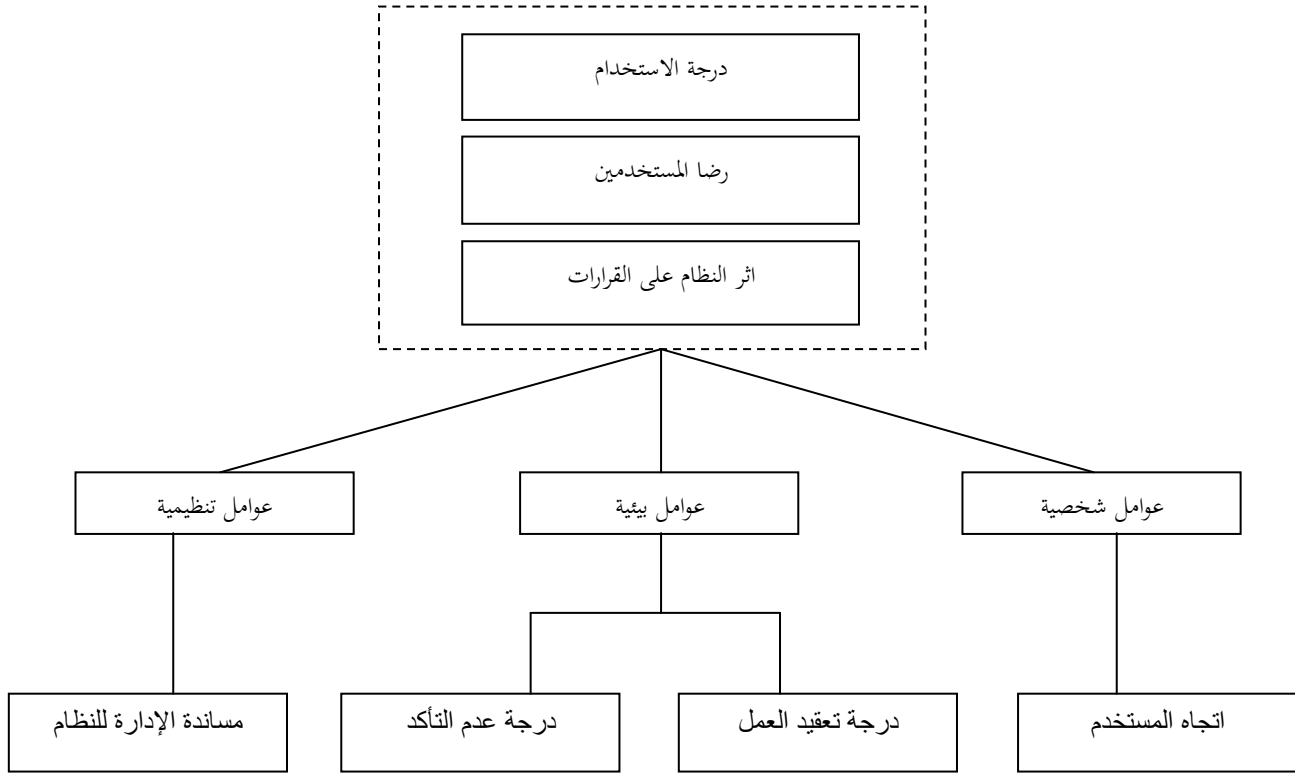 درجة الاستخدام
رضا المستخدمين
اثر النظام على القرارات
عوامل شخصية
عوامل بيئية
عوامل تنظيمية
اتجاه المستخدم
درجة تعقيد العمل
درجة عدم التأكد
مساندة الإدارة للنظام